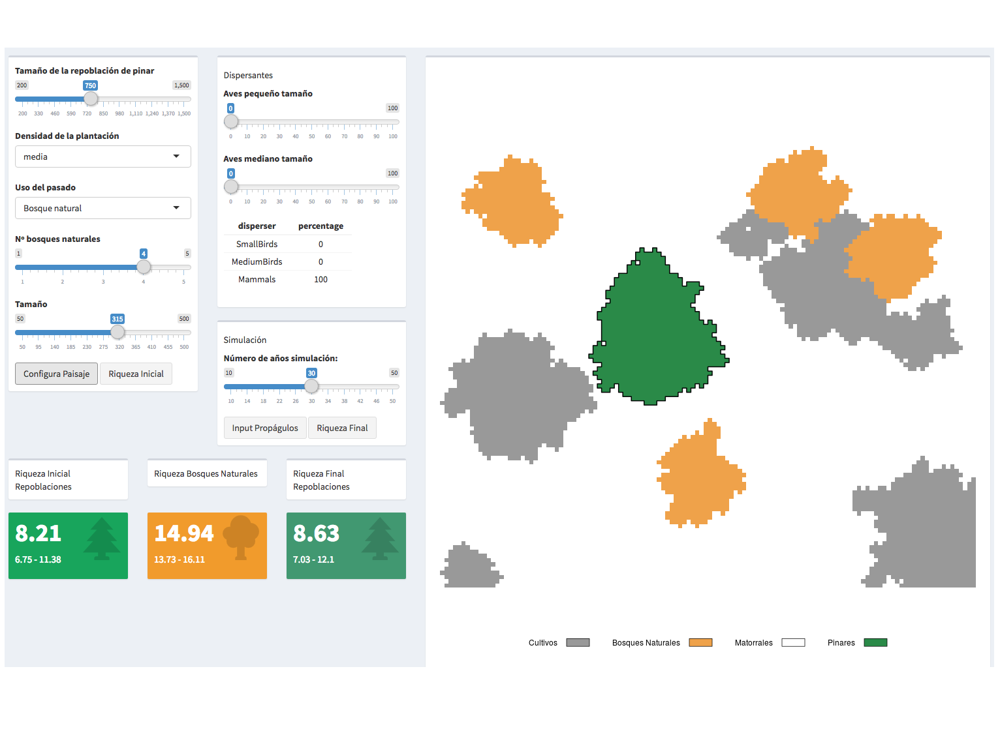 Tamaño de la repoblación de pinar
200 750 1,500
200 330 460 590 720 850 980 1,110 1,240 1,370 1,500
Densidad de la plantación
media
Uso del pasado
Bosque natural
Nº bosques naturales
1 4 5
1 2 3 4 5
Tamaño
50 315 500
50 95 140 185 230 275 320 365 410 455 500
Configura Paisaje Riqueza Inicial
Dispersantes
Aves pequeño tamaño
0 100
0 10 20 30 40 50 60 70 80 90 100
Aves mediano tamaño
0 100
0 10 20 30 40 50 60 70 80 90 100
disperser percentage
SmallBirds 0
MediumBirds 0
Mammals 100
Simulación
Número de años simulación:
10 30 50
10 14 18 22 26 30 34 38 42 46 50
Input Propágulos Riqueza Final
Riqueza Inicial
Repoblaciones
8.21
6.75 - 11.38
Riqueza Bosques Naturales
14.94
13.73 - 16.11
Riqueza Final
Repoblaciones
8.63
7.03 - 12.1
Cultivos Bosques Naturales Matorrales Pinares